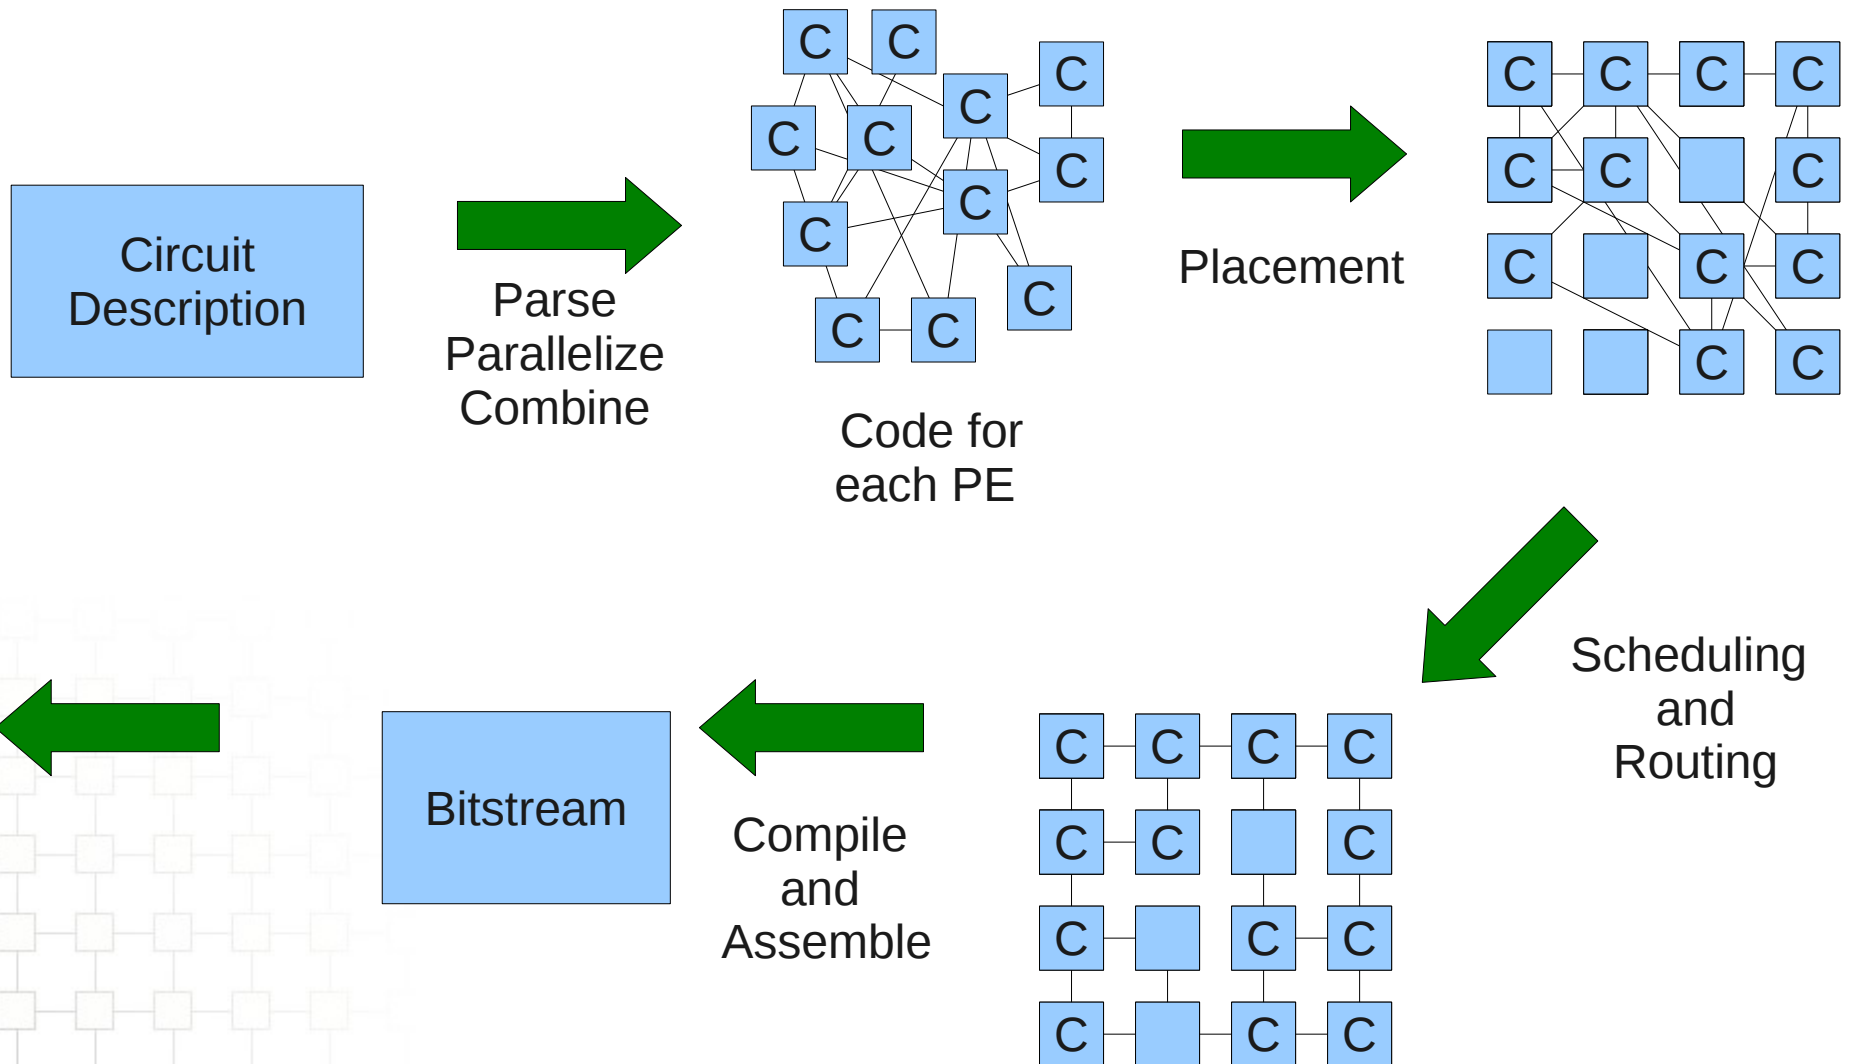 Circuit
Description
Parse
Parallelize
Combine
C C
C
C
C C
C
C
C
C
C C
Code for
each PE
Placement
C C C C
C C C
C C C
C C
Scheduling
and
Routing
C C C C
C C C
C C C
C C C
Compile
and
Assemble
Bitstream